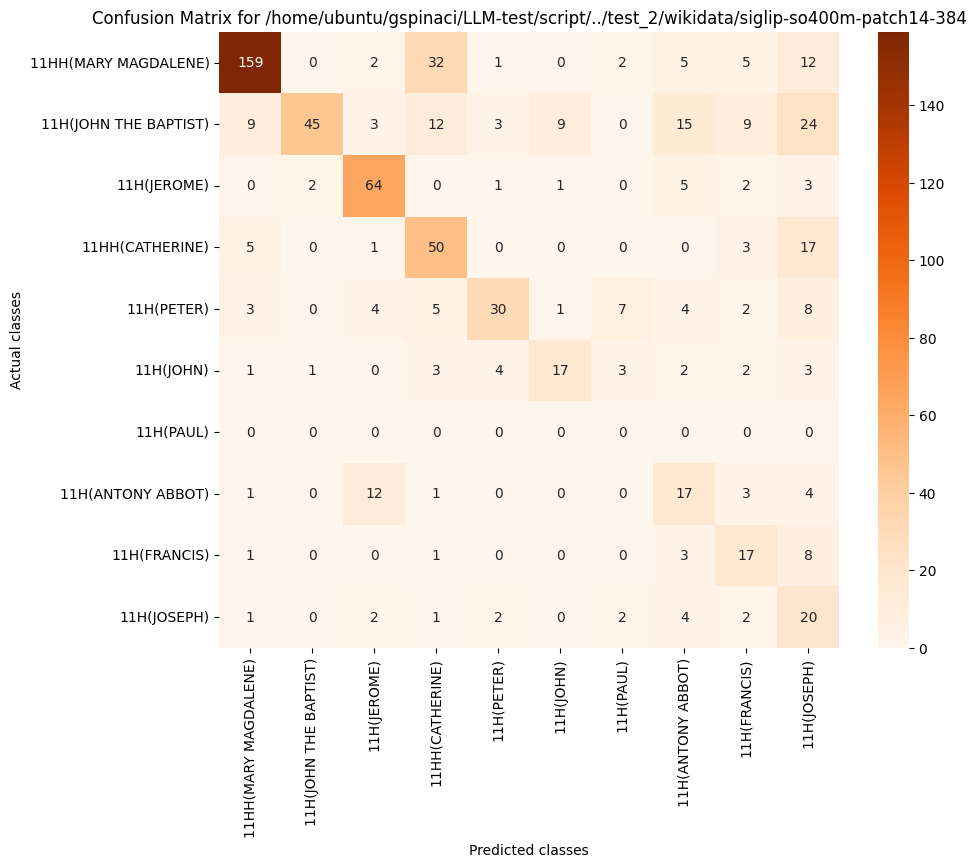 Confusion Matrix for /home/ubuntu/gspinaci/LLM-test/script/../test_2/wikidata/siglip-so400m-patch14-384
11HH(MARY MAGDALENE) 159 0 2 32 1 0 2 5 5 12
11H(JOHN THE BAPTIST) 9 45 3 12 3 9 0 15 9 24
11H(JEROME) 0 2 64 0 1 1 0 5 2 3
11HH(CATHERINE) 5 0 1 50 0 0 0 0 3 17
11H(PETER) 3 0 4 5 30 1 7 4 2 8
11H(JOHN) 1 1 0 3 4 17 3 2 2 3
11H(PAUL) 0 0 0 0 0 0 0 0 0 0
11H(ANTONY ABBOT) 1 0 12 1 0 0 0 17 3 4
11H(FRANCIS) 1 0 0 1 0 0 0 3 17 8
11H(JOSEPH) 1 0 2 1 2 0 2 4 2 20
Actual classes
11HH(MARY MAGDALENE)
11H(JOHN THE BAPTIST)
11H(JEROME)
11HH(CATHERINE)
11H(PETER)
11H(JOHN)
11H(PAUL)
11H(ANTONY ABBOT)
11H(FRANCIS)
11H(JOSEPH)
Predicted classes
140
120
100
80
60
40
20
0